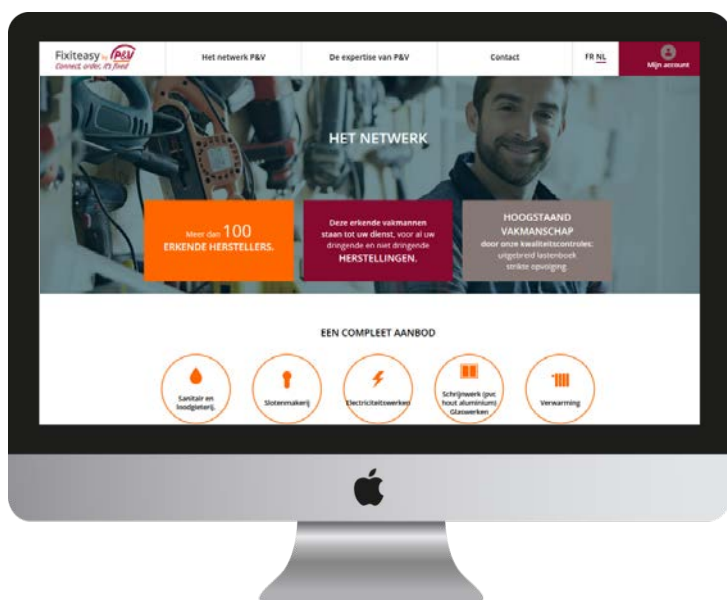 Fixiteasy by P&V
Connect, order, it's fixed
Het netwerk P&V
De expertise van P&V
Contact
FR NL
Mijn account
HET NETWERK
Meer dan 100
ERKENDE HERSTELLERS.
Deze erkende vakmannen
staan tot uw dienst, voor al uw
dringende en niet dringende
HERSTELLINGEN.
HOOGSTAAND
VAKMANSCHAP
door onze kwaliteitscontroles:
uitgebreid lastenboek
strikte opvolging.
EEN COMPLEET AANBOD
Sanitair en
loodgieterij.
Slotenmakerij
Electriciteitswerken
Schrijnwerk (pvc
hout aluminium)
Glaswerken
Verwarming